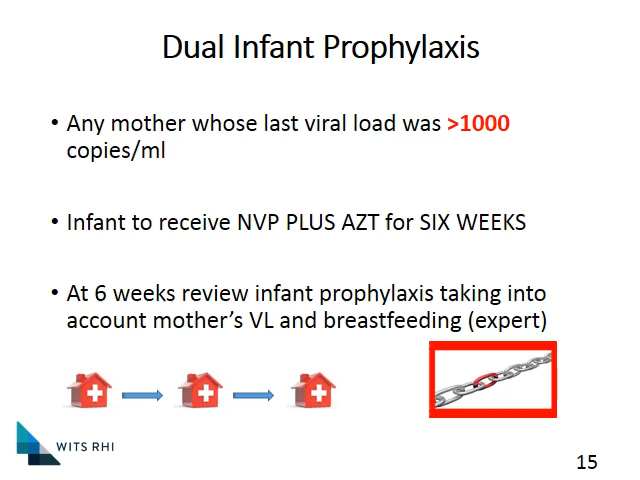 Dual Infant Prophylaxis
• Any mother whose last viral load was >1000
copies/ml
• Infant to receive NVP PLUS AZT for SIX WEEKS
• At 6 weeks review infant prophylaxis taking into
account mother’s VL and breastfeeding (expert)
WITS RHI
15